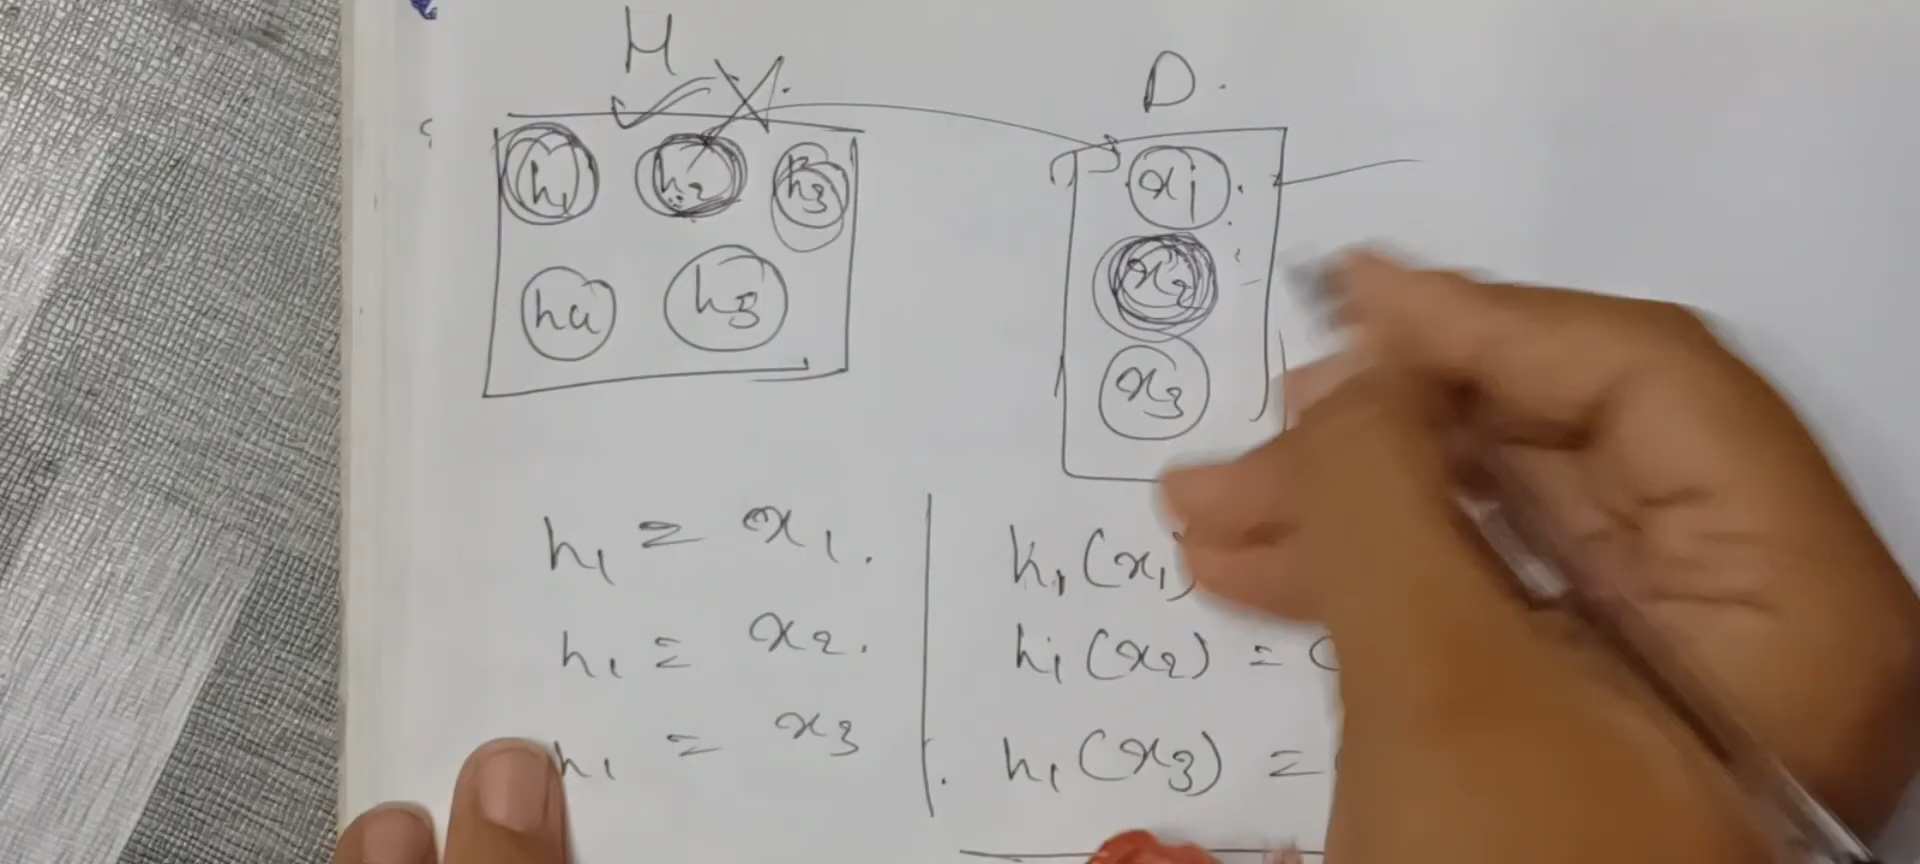 H
D.
h1 h2 h3
h4 h5
x1
x2
x3
h1 = x1.
h1 = x2.
h1 = x3
h1(x1)
h1(x2) =
h1(x3) =